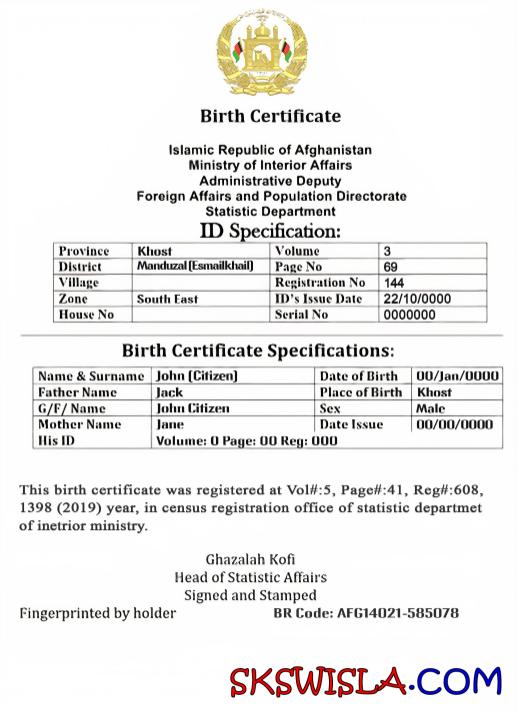 Birth Certificate
Islamic Republic of Afghanistan
Ministry of Interior Affairs
Administrative Deputy
Foreign Affairs and Population Directorate
Statistic Department
ID Specification:
Province Khost Volume 3
District Manduzal (Esmailkhail) Page No 69
Village Registration No 144
Zone South East ID's Issue Date 22/10/0000
House No Serial No 0000000
Birth Certificate Specifications:
Name & Surname John (Citizen) Date of Birth 00/Jan/0000
Father Name Jack Place of Birth Khost
G/F/ Name John Citizen Sex Male
Mother Name Jane Date Issue 00/00/0000
His ID Volume: 0 Page: 00 Reg: 000
This birth certificate was registered at Vol#:5, Page#:41, Reg#:608,
1398 (2019) year, in census registration office of statistic departmet
of inetrior ministry.
Ghazalah Kofi
Head of Statistic Affairs
Signed and Stamped
Fingerprinted by holder BR Code: AFG14021-585078
SKSWISLA.COM